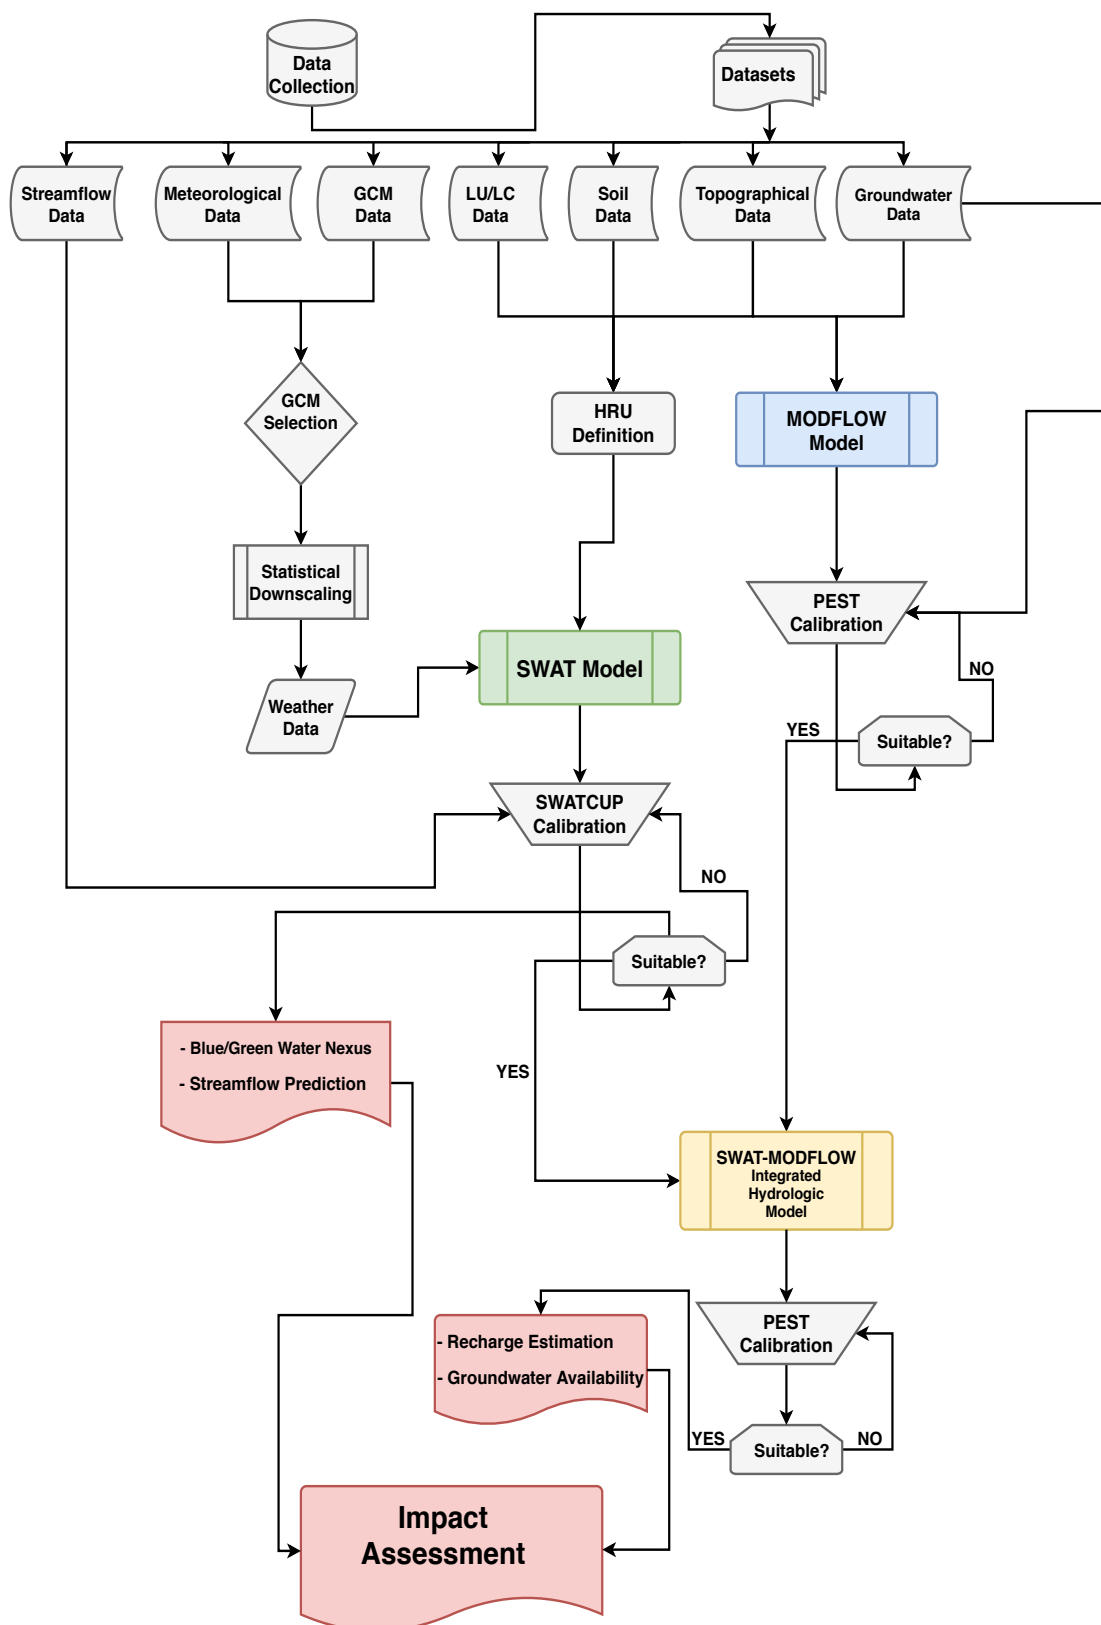 Data
Collection
Datasets
Streamflow
Data
Meteorological
Data
GCM
Data
LU/LC
Data
Soil
Data
Topographical
Data
Groundwater
Data
GCM
Selection
HRU
Definition
MODFLOW
Model
Statistical
Downscaling
PEST
Calibration
SWAT Model
NO
Weather
Data
YES
Suitable?
SWATCUP
Calibration
NO
Suitable?
- Blue/Green Water Nexus
- Streamflow Prediction
YES
SWAT-MODFLOW
Integrated
Hydrologic
Model
PEST
Calibration
- Recharge Estimation
- Groundwater Availability
YES
Suitable?
NO
Impact
Assessment